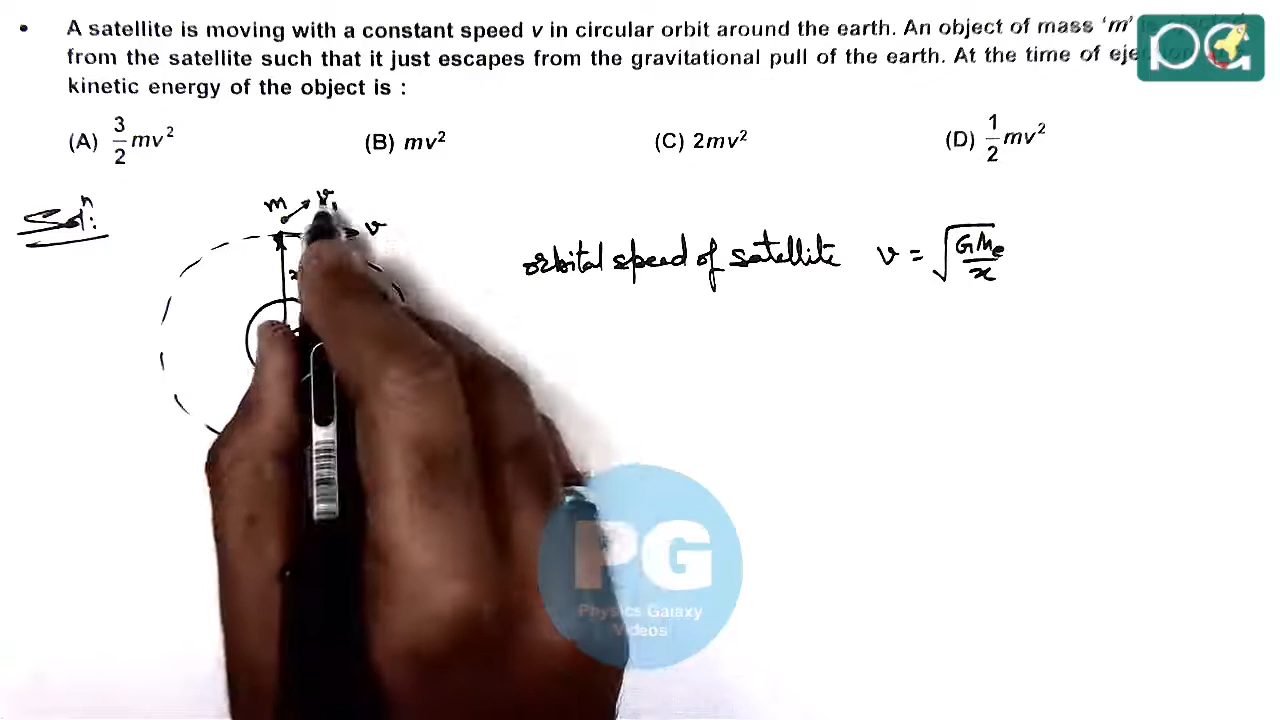 • A satellite is moving with a constant speed v in circular orbit around the earth. An object of mass 'm'
from the satellite such that it just escapes from the gravitational pull of the earth. At the time of
kinetic energy of the object is :
(A) 3/2 mv² (B) mv² (C) 2mv² (D) 1/2 mv²
Solⁿ:
m v₁
v
orbital speed of satellite v = √(GMₑ/x)
PG
PG
Physics Galaxy
Videos